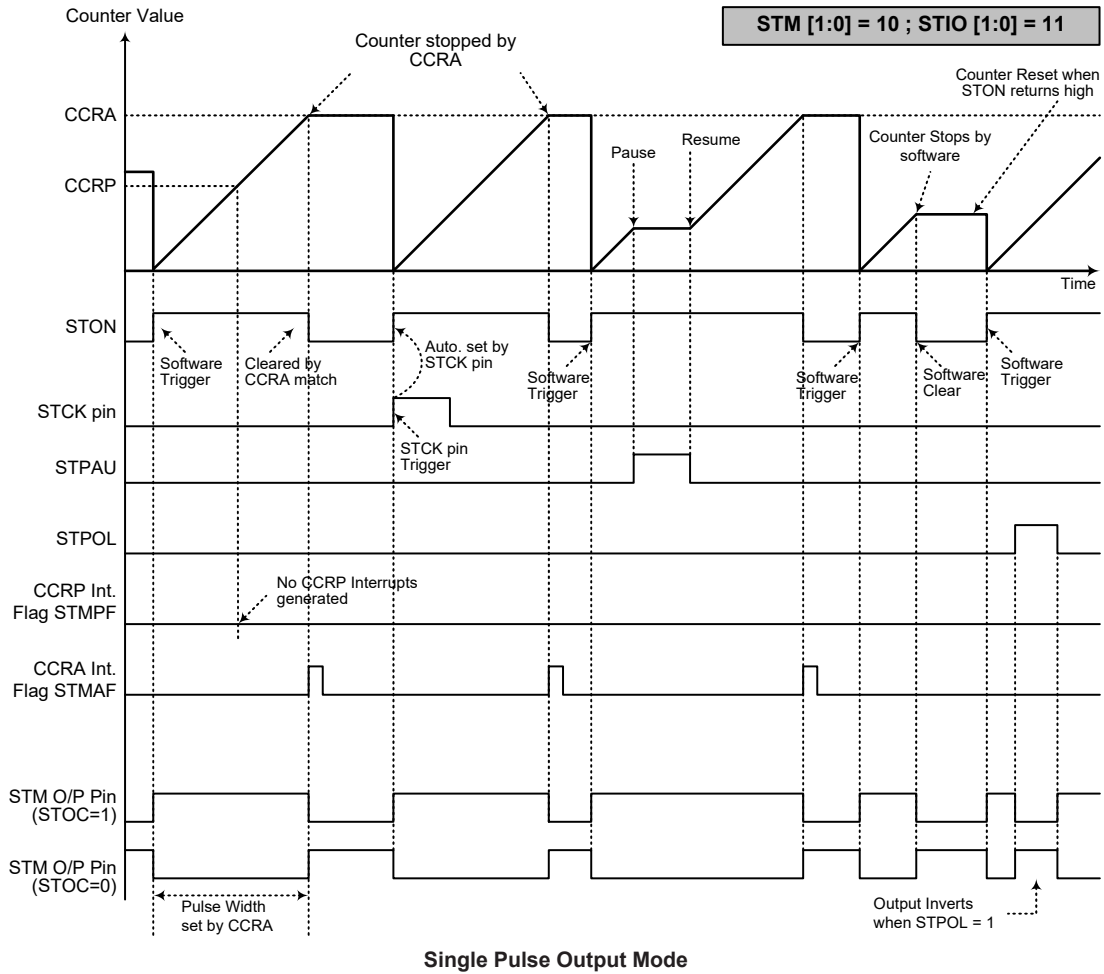 Counter Value
STM [1:0] = 10 ; STIO [1:0] = 11
Counter stopped by
CCRA
Counter Reset when
STON returns high
CCRA
Pause
Resume
Counter Stops by
software
CCRP
Time
STON
Software
Trigger
Cleared by
CCRA match
Auto. set by
STCK pin
Software
Trigger
Software
Trigger
Software
Clear
Software
Trigger
STCK pin
STCK pin
Trigger
STPAU
STPOL
CCRP Int.
Flag STMPF
No CCRP Interrupts
generated
CCRA Int.
Flag STMAF
STM O/P Pin
(STOC=1)
STM O/P Pin
(STOC=0)
Pulse Width
set by CCRA
Output Inverts
when STPOL = 1
Single Pulse Output Mode